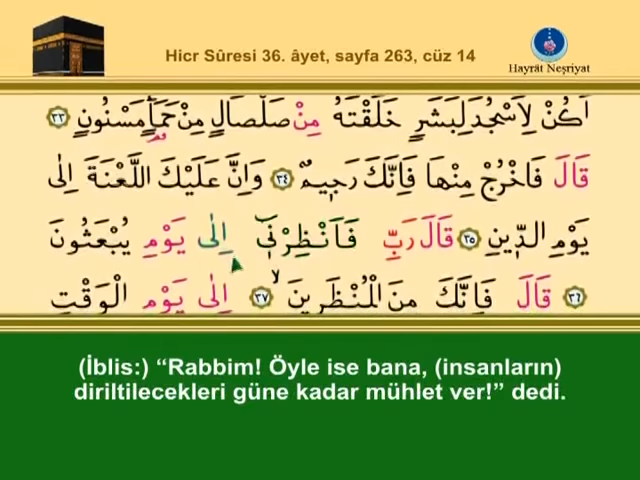 Hicr Sûresi 36. âyet, sayfa 263, cüz 14
Hayrât Neşriyat
اَكُنْ لِاَسْجُدَ لِبَشَرٍ خَلَقْتَهُ مِنْ صَلْصَالٍ مِنْ حَمَاٍ مَسْنُونٍ ٣٣
قَالَ فَاخْرُجْ مِنْهَا فَاِنَّكَ رَجٖيمٌ ٣٤ وَاِنَّ عَلَيْكَ اللَّعْنَةَ اِلٰى
يَوْمِ الدّٖينِ ٣٥ قَالَ رَبِّ فَاَنْظِرْنٖٓى اِلٰى يَوْمِ يُبْعَثُونَ
٣٦ قَالَ فَاِنَّكَ مِنَ الْمُنْظَرٖينَۙ ٣٧ اِلٰى يَوْمِ الْوَقْتِ
(İblis:) “Rabbim! Öyle ise bana, (insanların)
diriltilecekleri güne kadar mühlet ver!” dedi.